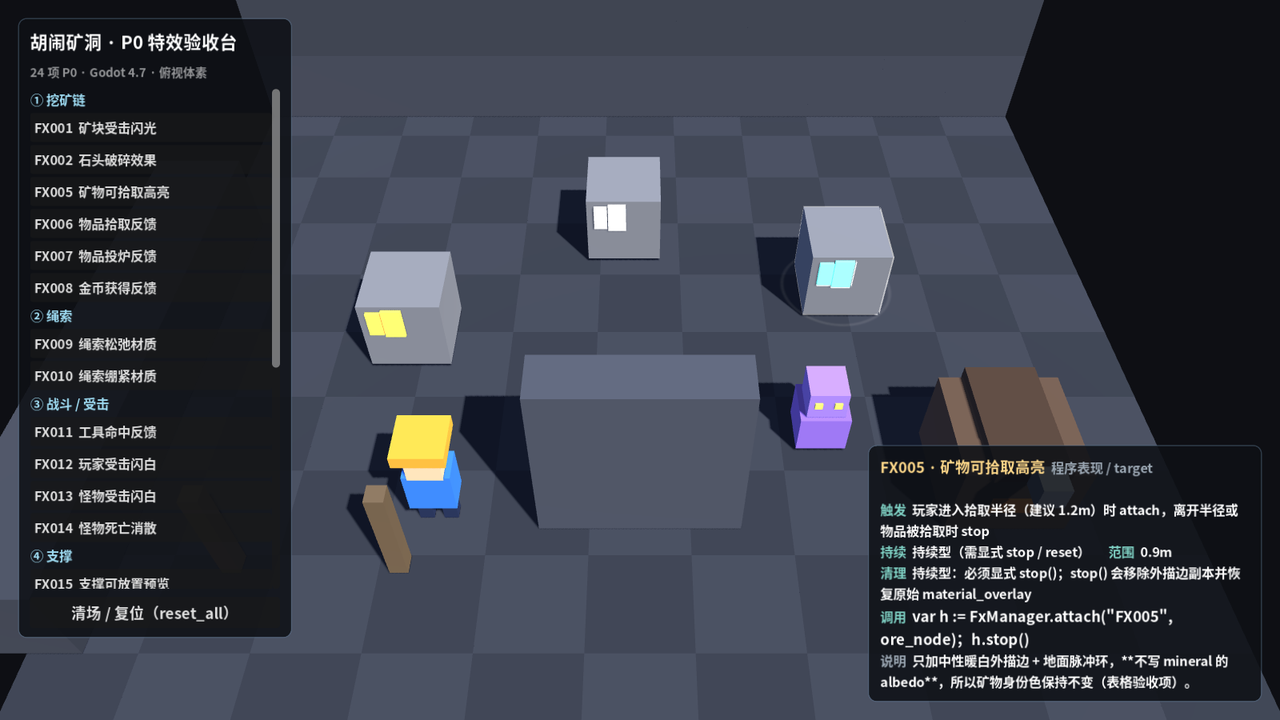 胡闹矿洞 · P0 特效验收台
24 项 P0 · Godot 4.7 · 俯视体素
① 挖矿链
FX001 矿块受击闪光
FX002 石头破碎效果
FX005 矿物可拾取高亮
FX006 物品拾取反馈
FX007 物品投炉反馈
FX008 金币获得反馈
② 绳索
FX009 绳索松弛材质
FX010 绳索绷紧材质
③ 战斗 / 受击
FX011 工具命中反馈
FX012 玩家受击闪白
FX013 怪物受击闪白
FX014 怪物死亡消散
④ 支撑
FX015 支撑可放置预览
清场 / 复位（reset_all）
FX005 · 矿物可拾取高亮 程序表现 / target
触发 玩家进入拾取半径（建议 1.2m）时 attach，离开半径或
物品被拾取时 stop
持续 持续型（需显式 stop / reset） 范围 0.9m
清理 持续型：必须显式 stop()；stop() 会移除外描边副本并恢
复原始 material_overlay
调用 var h := FxManager.attach("FX005",
ore_node)；h.stop()
说明 只加中性暖白外描边 + 地面脉冲环，**不写 mineral 的
albedo**，所以矿物身份色保持不变（表格验收项）。